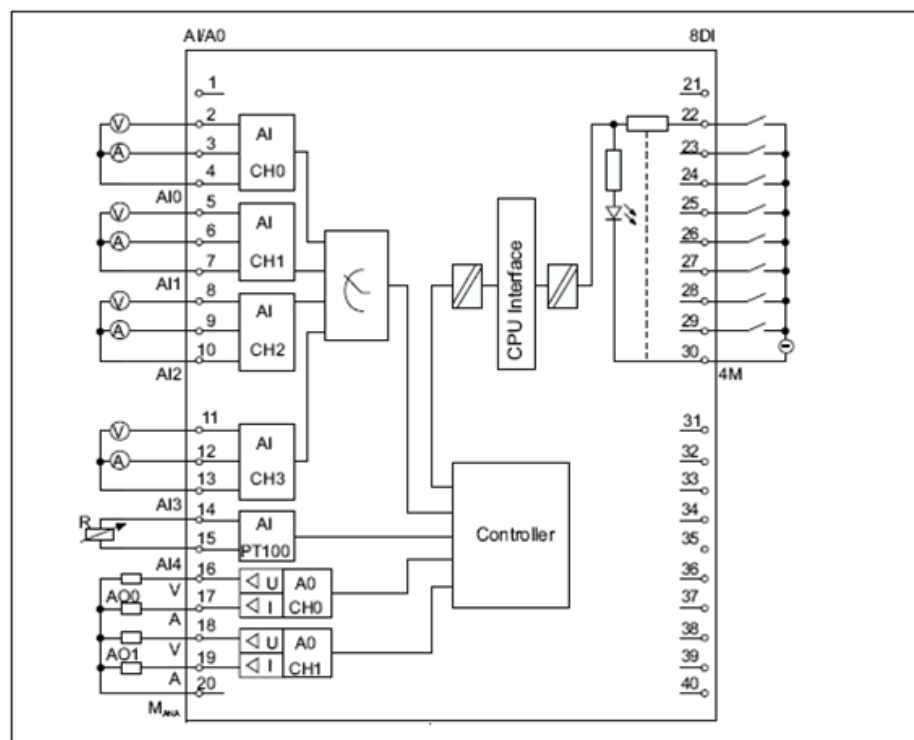 AI/A0
8DI
1
2
3
4
V
A
AI
CH0
AI0
5
6
7
V
A
AI
CH1
AI1
8
9
10
V
A
AI
CH2
AI2
11
12
13
V
A
AI
CH3
AI3
14
15
R
AI
PT100
AI4
16
V
17
A
AO0
U
I
A0
CH0
18
V
19
A
AO1
U
I
A0
CH1
20
MANA
CPU Interface
Controller
21
22
23
24
25
26
27
28
29
30
4M
31
32
33
34
35
36
37
38
39
40